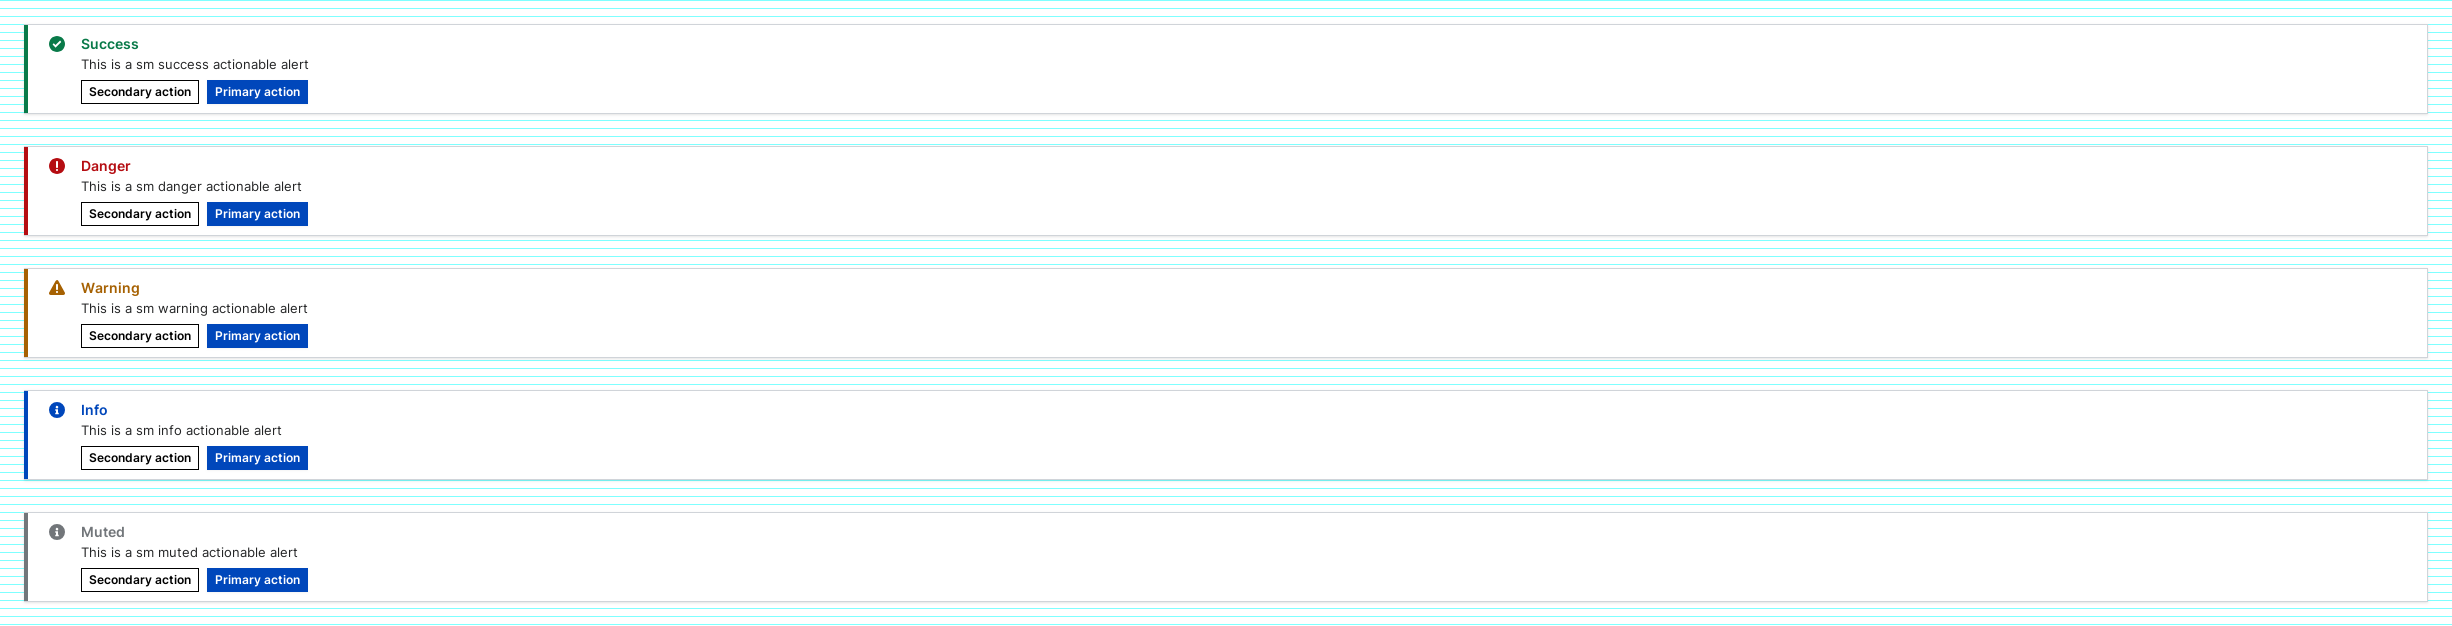 Success
This is a sm success actionable alert
Secondary action Primary action
Danger
This is a sm danger actionable alert
Secondary action Primary action
Warning
This is a sm warning actionable alert
Secondary action Primary action
Info
This is a sm info actionable alert
Secondary action Primary action
Muted
This is a sm muted actionable alert
Secondary action Primary action